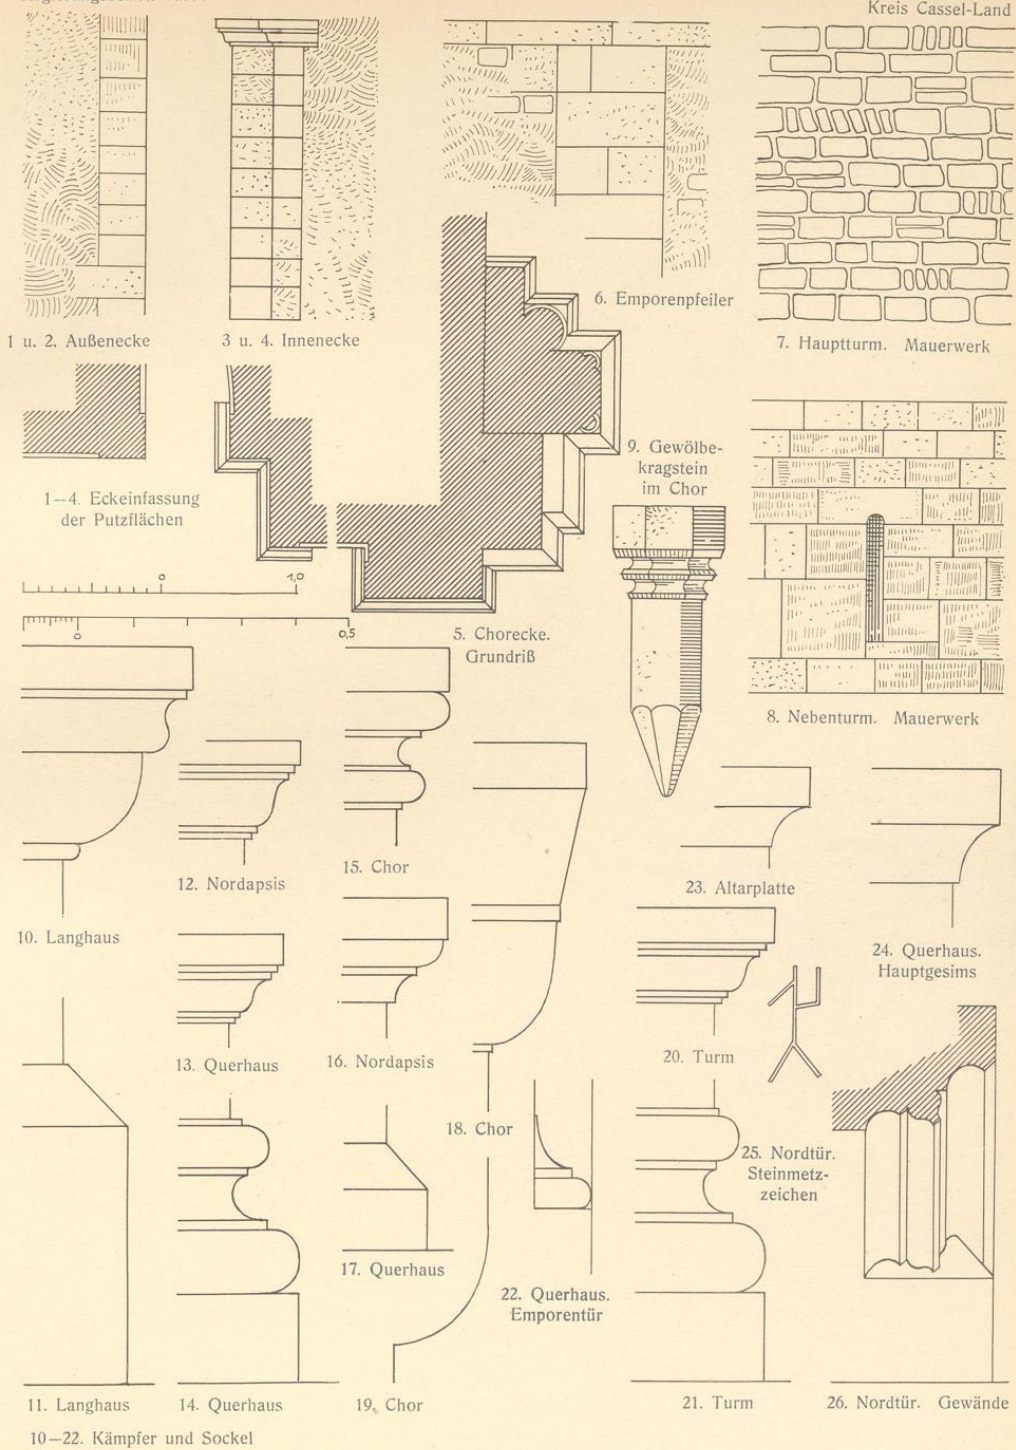 Kreis Cassel-Land
1 u. 2. Außenecke
3 u. 4. Innenecke
6. Emporenpfeiler
7. Hauptturm. Mauerwerk
1—4. Eckeinfassung
der Putzflächen
9. Gewölbe-
kragstein
im Chor
0
1,0
0
0,5
5. Chorecke.
Grundriß
8. Nebenturm. Mauerwerk
10. Langhaus
12. Nordapsis
15. Chor
23. Altarplatte
24. Querhaus.
Hauptgesims
13. Querhaus
16. Nordapsis
18. Chor
20. Turm
25. Nordtür.
Steinmetz-
zeichen
17. Querhaus
22. Querhaus.
Emporentür
11. Langhaus
14. Querhaus
19. Chor
21. Turm
26. Nordtür. Gewände
10—22. Kämpfer und Sockel